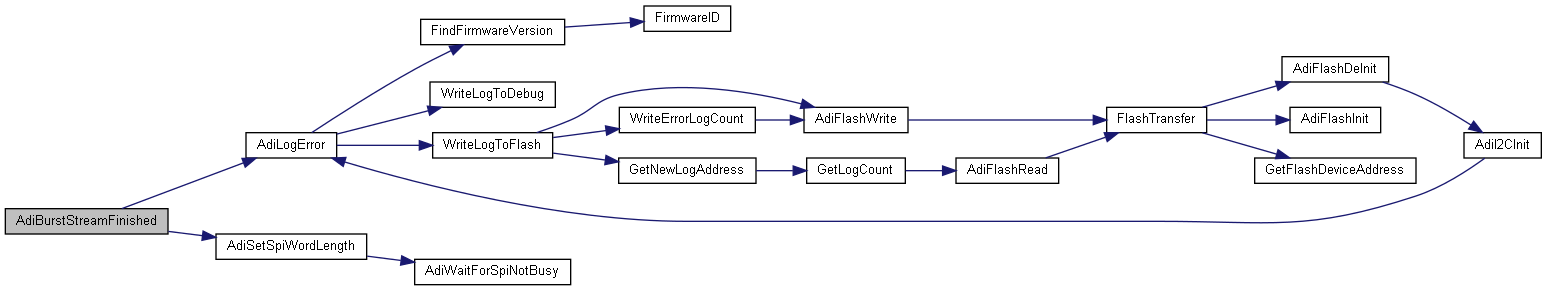 FirmwareID
FindFirmwareVersion
AdiFlashDeInit
WriteLogToDebug
WriteErrorLogCount
AdiFlashWrite
FlashTransfer
AdiFlashInit
AdiLogError
WriteLogToFlash
AdiI2CInit
GetNewLogAddress
GetLogCount
AdiFlashRead
GetFlashDeviceAddress
AdiBurstStreamFinished
AdiSetSpiWordLength
AdiWaitForSpiNotBusy